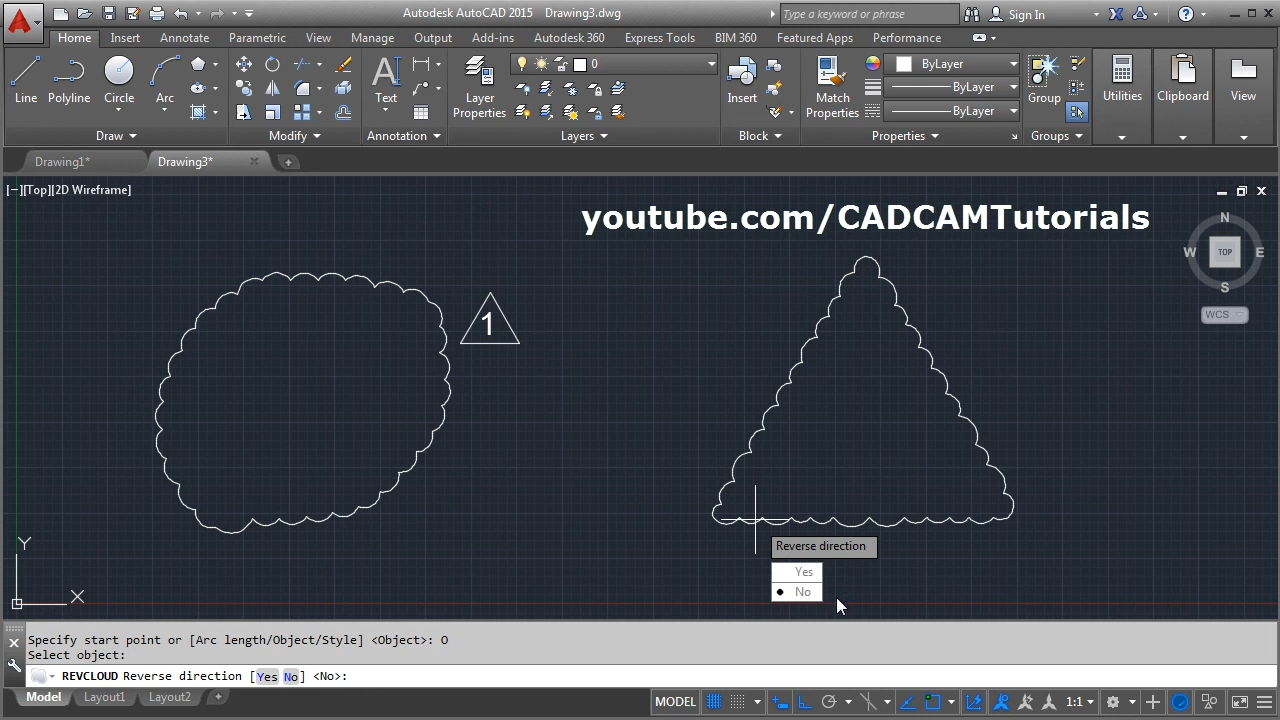 Autodesk AutoCAD 2015 Drawing3.dwg
Type a keyword or phrase
Sign In
Home Insert Annotate Parametric View Manage Output Add-ins Autodesk 360 Express Tools BIM 360 Featured Apps Performance
Line Polyline Circle Arc Text Layer Properties 0 Insert Match Properties ByLayer ByLayer ByLayer Group Utilities Clipboard View
Draw Modify Annotation Layers Block Properties Groups
Drawing1* Drawing3*
[−][Top][2D Wireframe]
youtube.com/CADCAMTutorials
N
W TOP E
S
WCS
1
Y
X
Reverse direction
Yes
No
Specify start point or [Arc length/Object/Style] <Object>: O
Select object:
REVCLOUD Reverse direction [Yes No] <No>:
Model Layout1 Layout2 +
MODEL 1:1